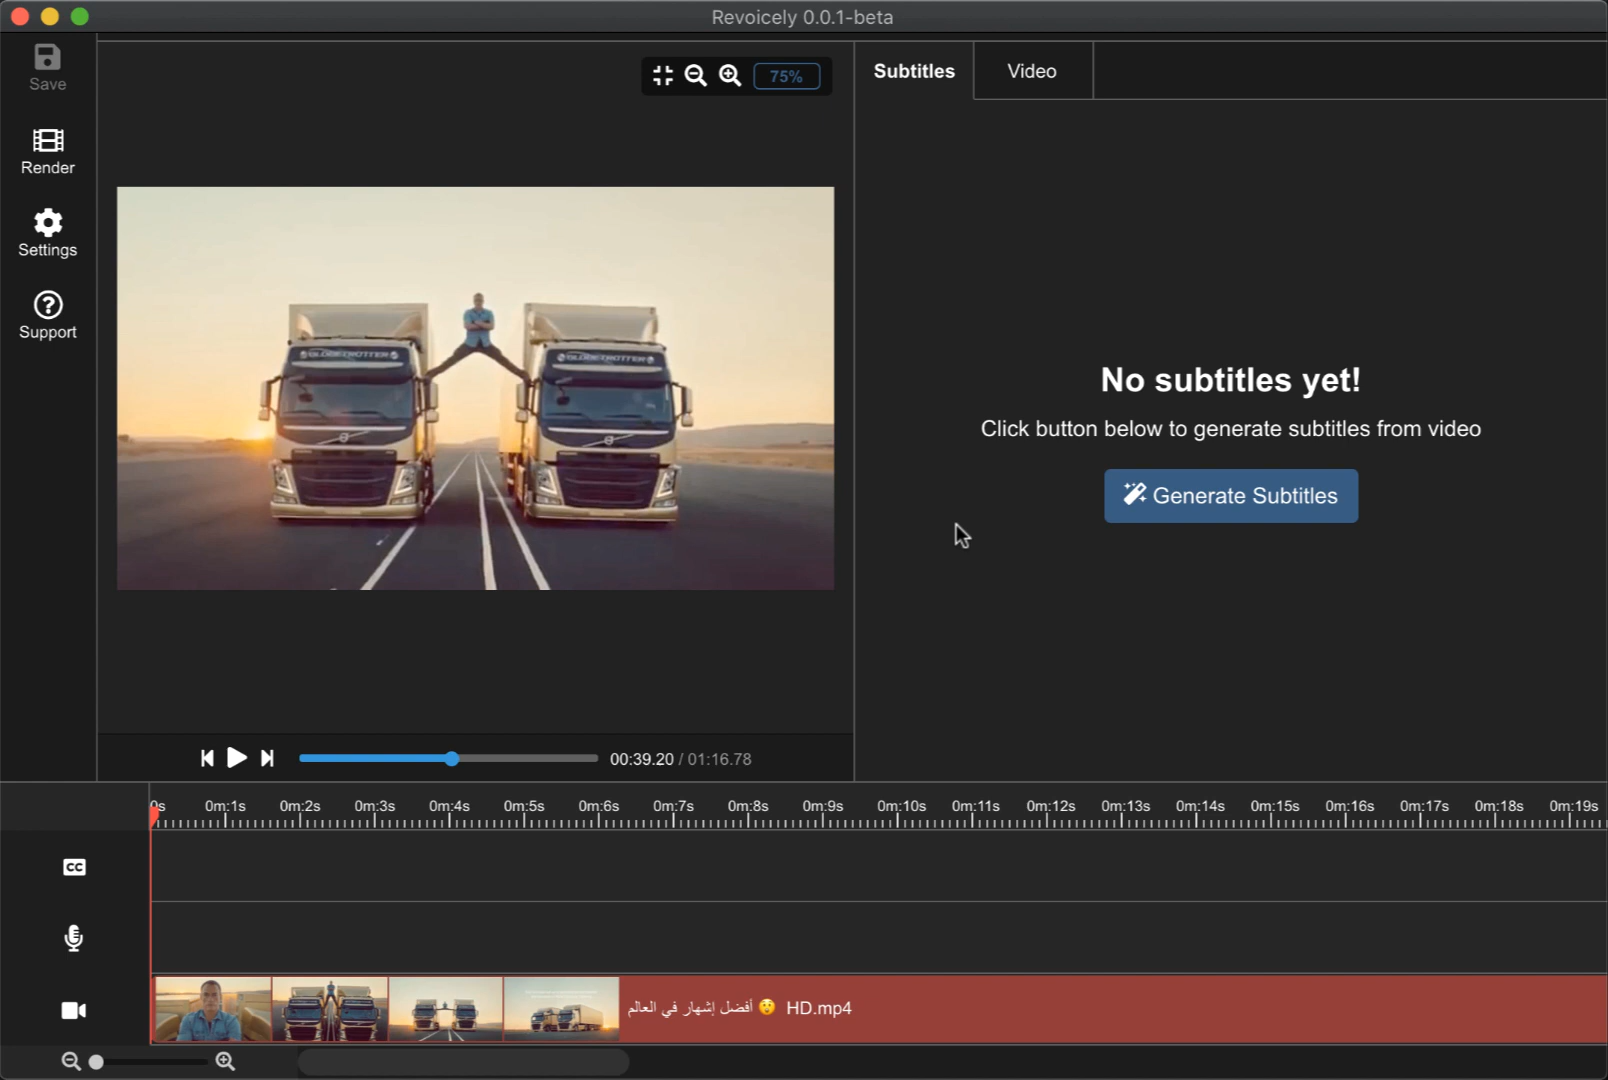 Revoicely 0.0.1-beta
Save
Render
Settings
Support
75%
Subtitles
Video
GLOBETROTTER
GLOBETROTTER
No subtitles yet!
Click button below to generate subtitles from video
Generate Subtitles
00:39.20 / 01:16.78
0s 0m:1s 0m:2s 0m:3s 0m:4s 0m:5s 0m:6s 0m:7s 0m:8s 0m:9s 0m:10s 0m:11s 0m:12s 0m:13s 0m:14s 0m:15s 0m:16s 0m:17s 0m:18s 0m:19s
CC
أفضل إشهار في العالم 😲 HD.mp4